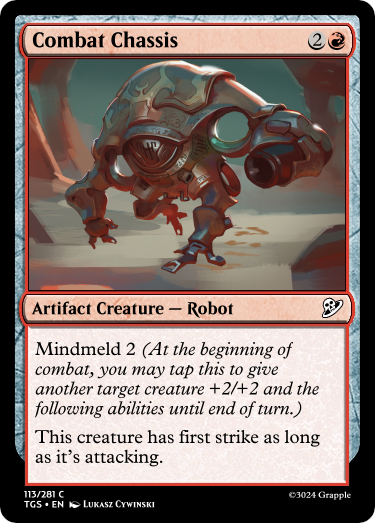 Combat Chassis
2
Artifact Creature — Robot
Mindmeld 2 (At the beginning of
combat, you may tap this to give
another target creature +2/+2 and the
following abilities until end of turn.)
This creature has first strike as long
as it's attacking.
113/281 C
TGS • EN Lukasz Cywinski
©3024 Grapple